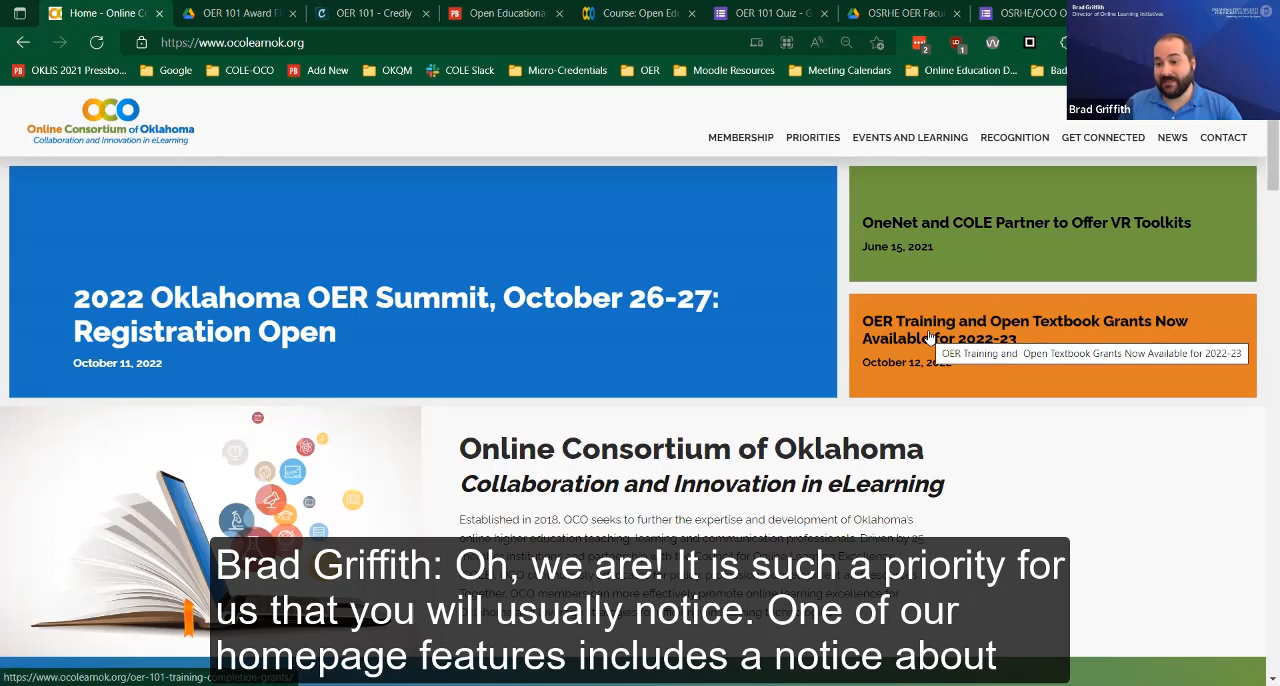 Home - Online Co
OER 101 Award F
OER 101 - Credly
Open Educationa
Course: Open Ed
OER 101 Quiz - G
OSRHE OER Facu
OSRHE/OCO O
https://www.ocolearnok.org
2
1
OKLIS 2021 Pressbo...
Google
COLE-OCO
Add New
OKQM
COLE Slack
Micro-Credentials
OER
Moodle Resources
Meeting Calendars
Online Education D...
Bad
Brad Griffith
Director of Online Learning Initiatives
Brad Griffith
OCO
Online Consortium of Oklahoma
Collaboration and Innovation in eLearning
MEMBERSHIP
PRIORITIES
EVENTS AND LEARNING
RECOGNITION
GET CONNECTED
NEWS
CONTACT
2022 Oklahoma OER Summit, October 26-27:
Registration Open
October 11, 2022
OneNet and COLE Partner to Offer VR Toolkits
June 15, 2021
OER Training and Open Textbook Grants Now
Available for 2022-23
OER Training and Open Textbook Grants Now Available for 2022-23
October 12, 2022
Online Consortium of Oklahoma
Collaboration and Innovation in eLearning
Established in 2018, OCO seeks to further the expertise and development of Oklahoma's
Brad Griffith: Oh, we are! It is such a priority for
us that you will usually notice. One of our
homepage features includes a notice about
https://www.ocolearnok.org/oer-101-training-completion-grants/